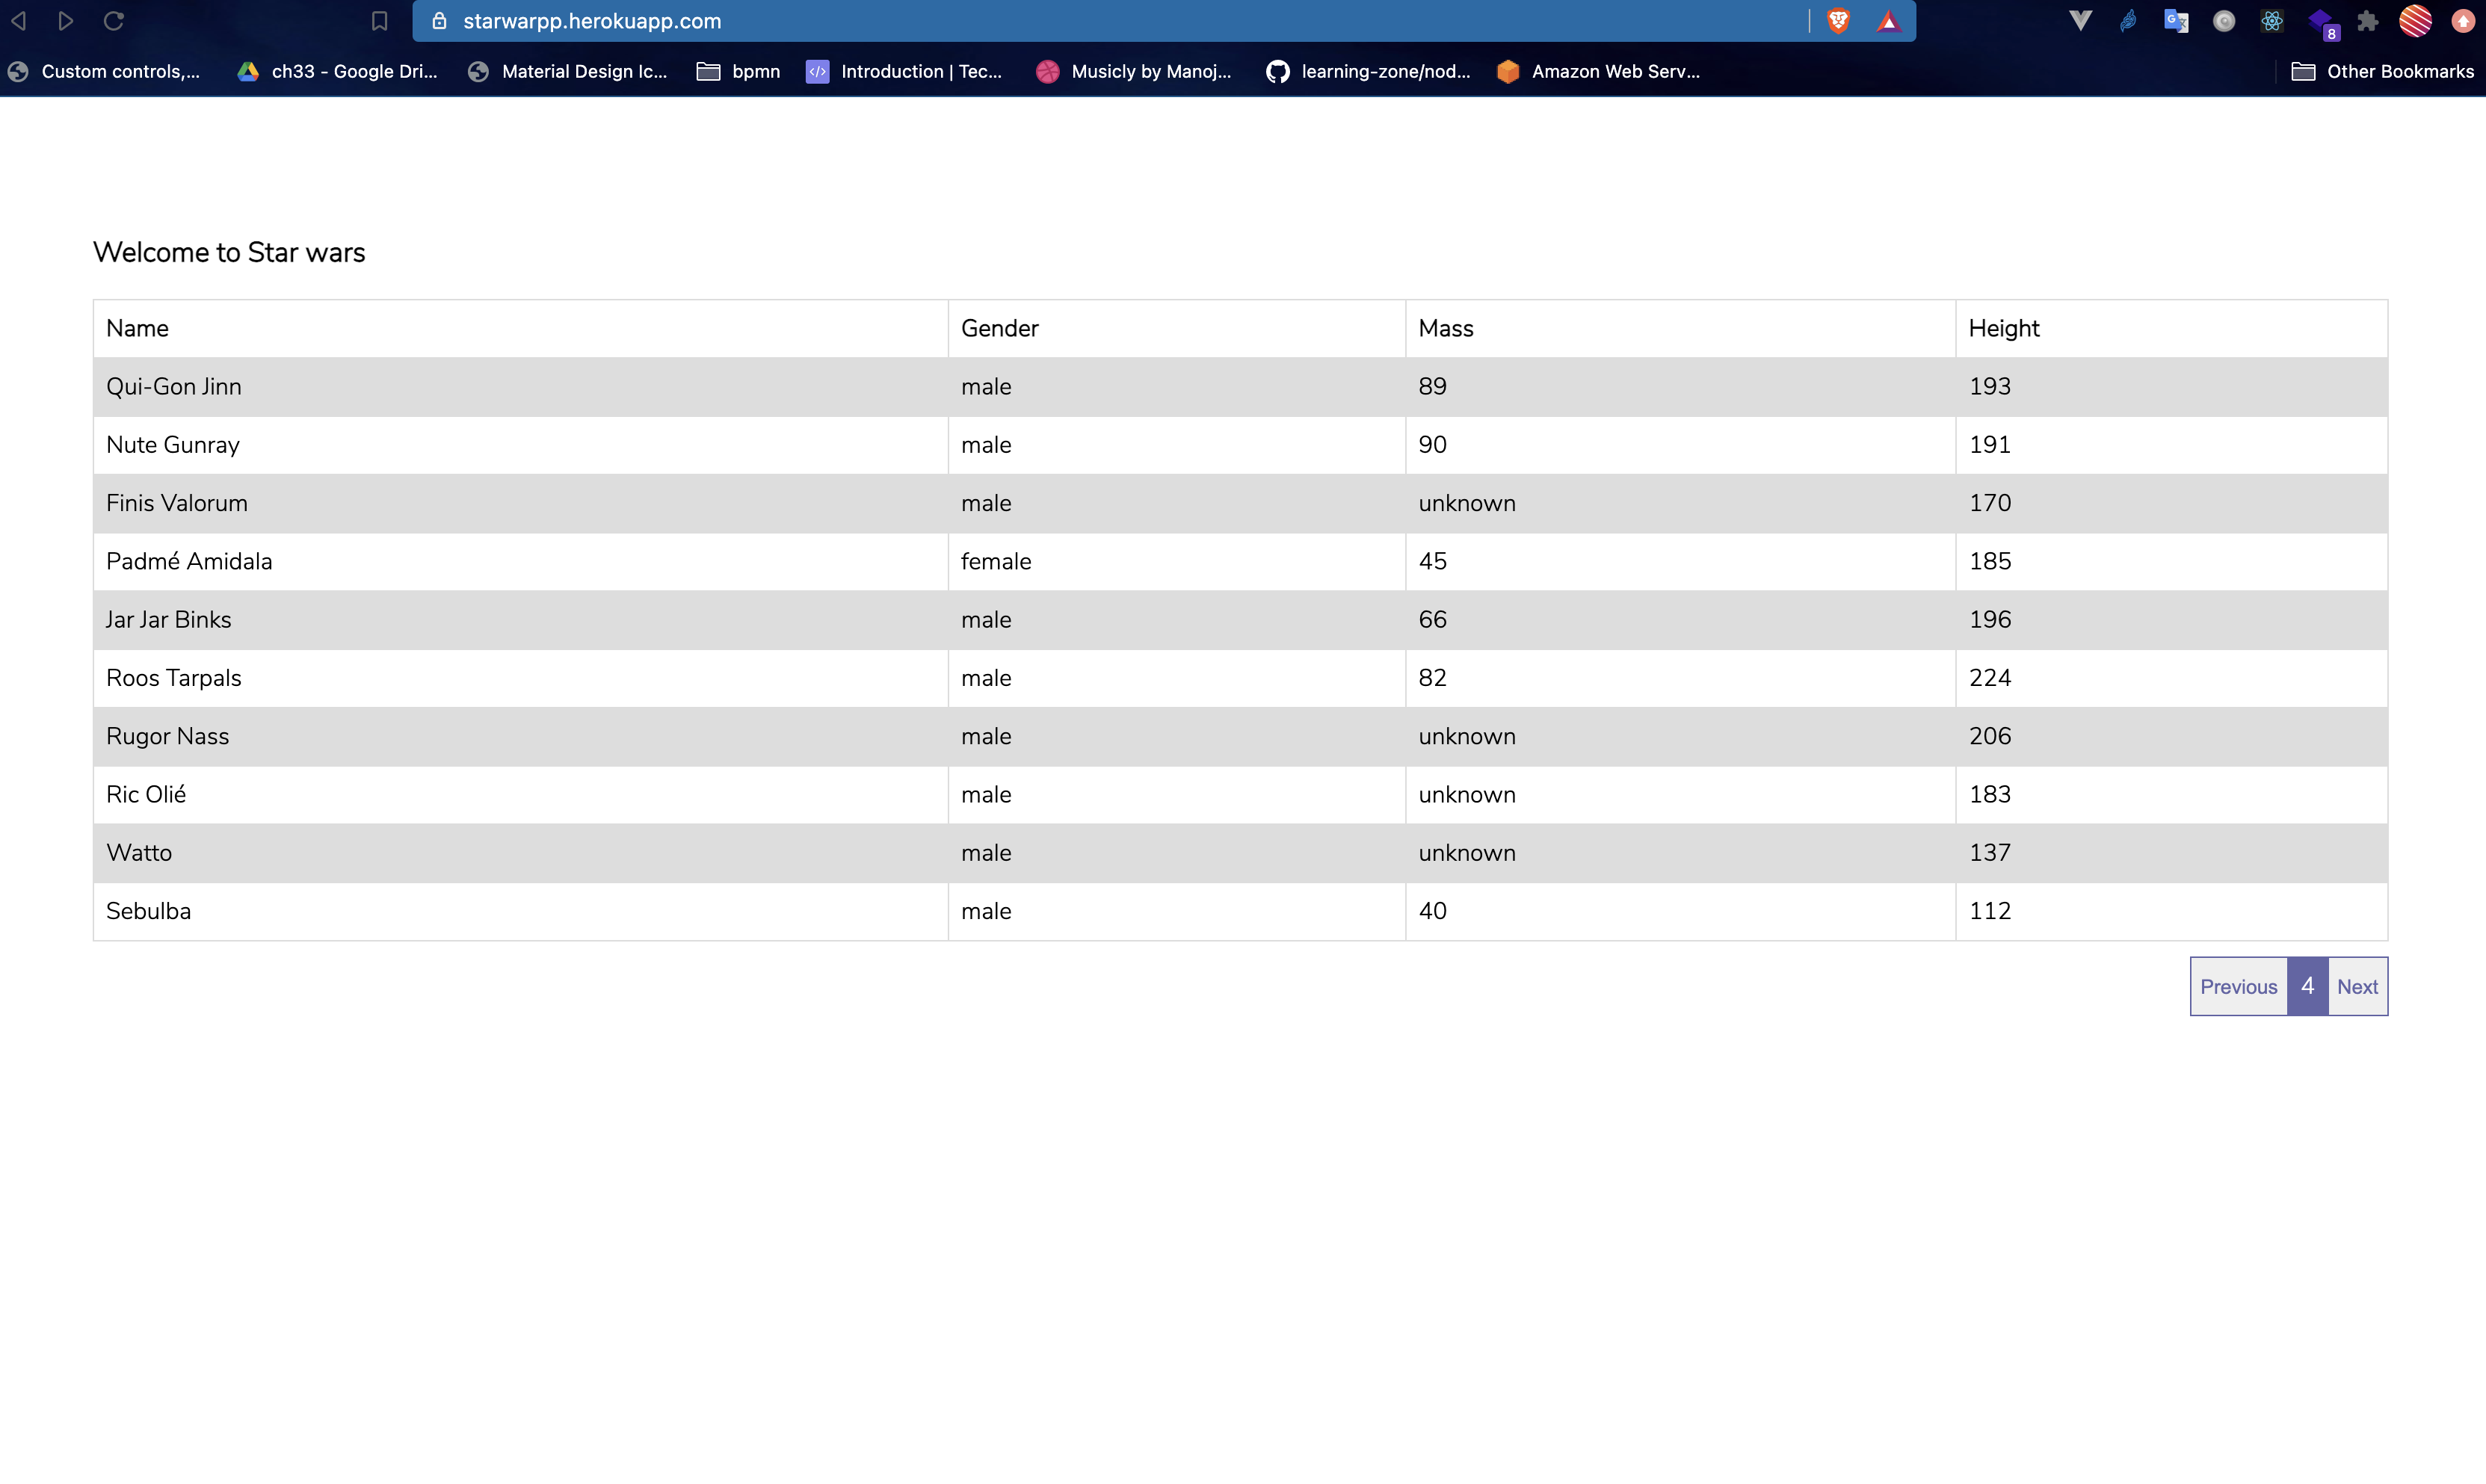 starwarpp.herokuapp.com
8
Custom controls,... ch33 - Google Dri... Material Design Ic... bpmn Introduction | Tec... Musicly by Manoj... learning-zone/nod... Amazon Web Serv... Other Bookmarks
Welcome to Star wars
Name Gender Mass Height
Qui-Gon Jinn male 89 193
Nute Gunray male 90 191
Finis Valorum male unknown 170
Padmé Amidala female 45 185
Jar Jar Binks male 66 196
Roos Tarpals male 82 224
Rugor Nass male unknown 206
Ric Olié male unknown 183
Watto male unknown 137
Sebulba male 40 112
Previous 4 Next